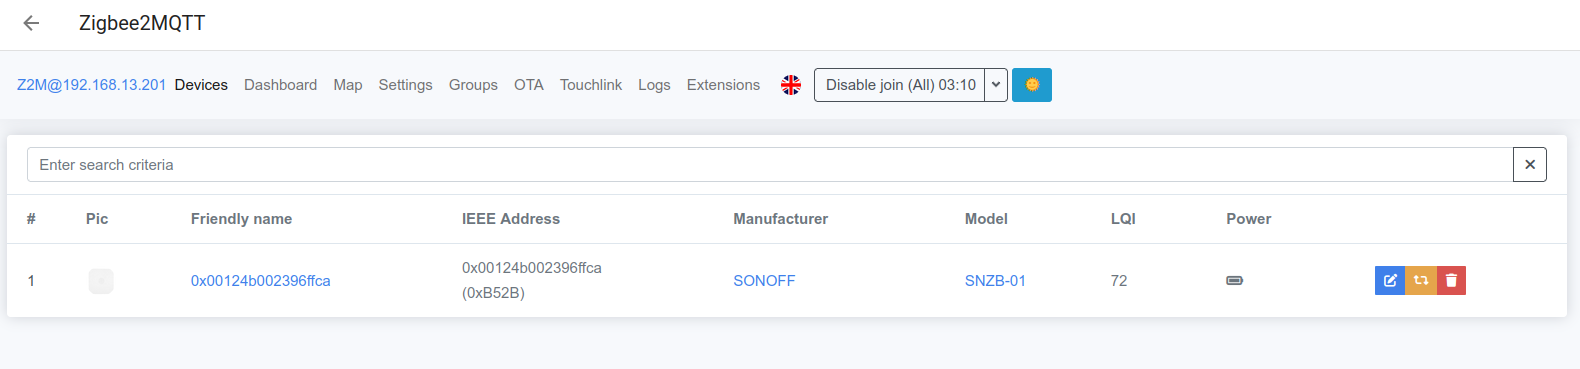 Zigbee2MQTT
Z2M@192.168.13.201 Devices Dashboard Map Settings Groups OTA Touchlink Logs Extensions Disable join (All) 03:10
Enter search criteria
# Pic Friendly name IEEE Address Manufacturer Model LQI Power
1 0x00124b002396ffca 0x00124b002396ffca SONOFF SNZB-01 72
(0xB52B)